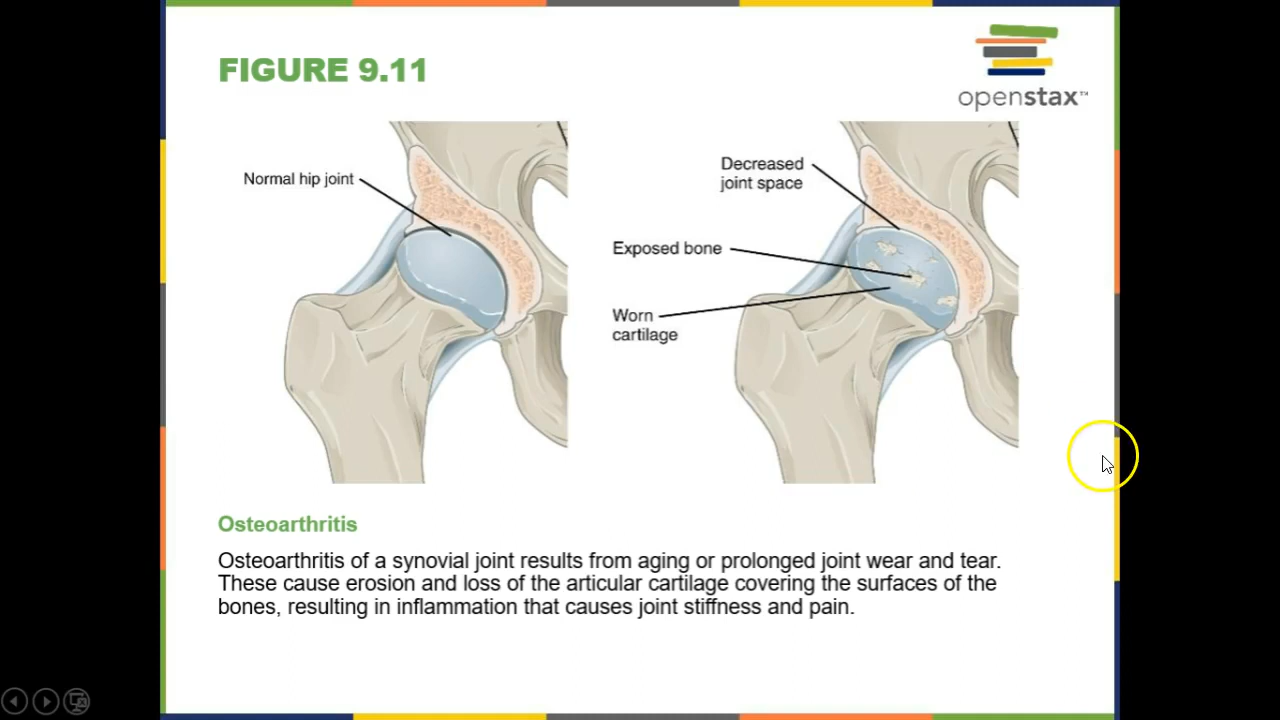 FIGURE 9.11
openstax™
Normal hip joint
Decreased
joint space
Exposed bone
Worn
cartilage
Osteoarthritis
Osteoarthritis of a synovial joint results from aging or prolonged joint wear and tear.
These cause erosion and loss of the articular cartilage covering the surfaces of the
bones, resulting in inflammation that causes joint stiffness and pain.